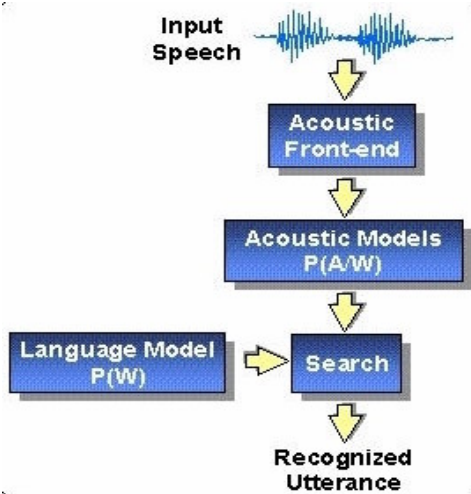 Input
Speech
Acoustic
Front-end
Acoustic Models
P(A/W)
Language Model
P(W)
Search
Recognized
Utterance